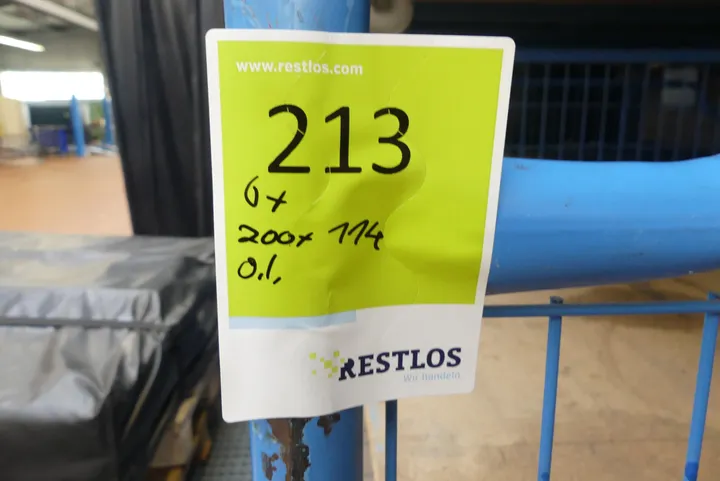 www.restlos.com
213
6x
200x 114
O.I.
RESTLOS
Wir handeln.